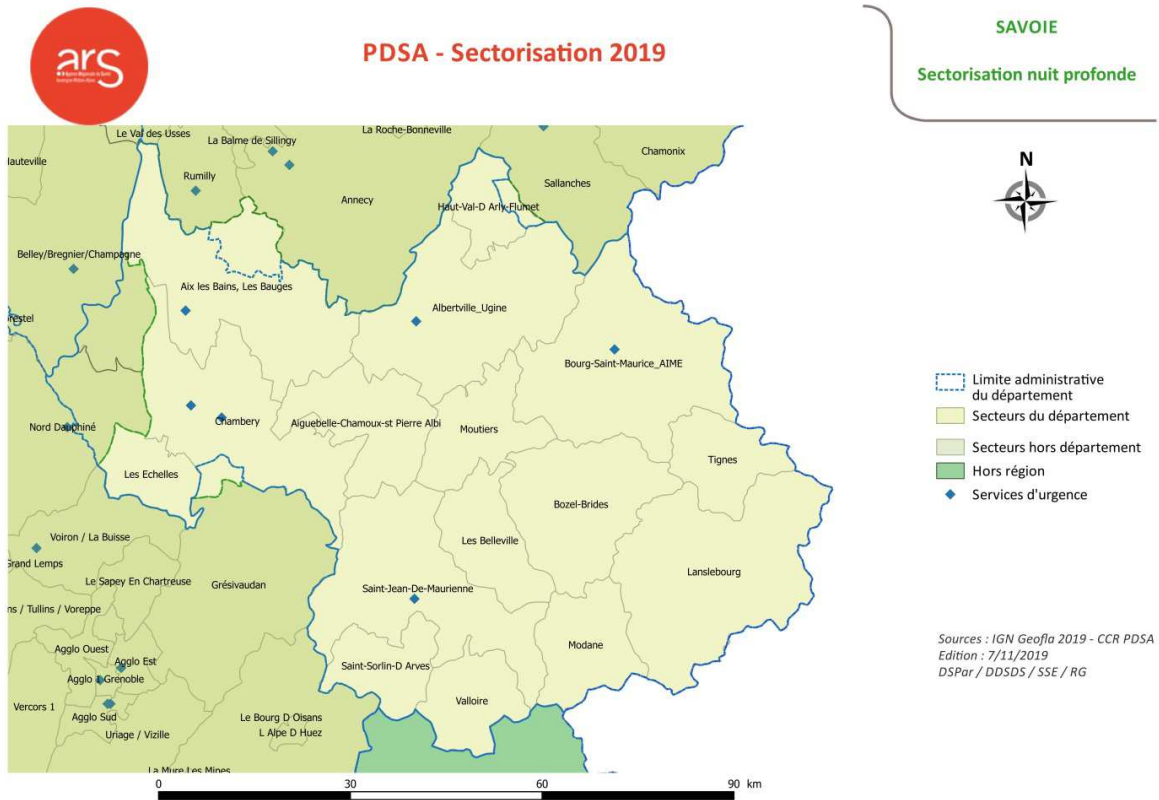 ars
PDSA - Sectorisation 2019
SAVOIE
Sectorisation nuit profonde
N
Le Val des Usses
La Balme de Sillingy
La Roche-Bonneville
Chamonix
Rumilly
Annecy
Sallanches
Haut-Val-D Arly-Flumet
Belley/Bregnier/Champagne
Aix les Bains, Les Bauges
Albertville_Ugine
Bourg-Saint-Maurice_AIME
Nord Dauphiné
Chambery
Aiguebelle-Chamoux-st Pierre Albi
Moutiers
Tignes
Les Echelles
Bozel-Brides
Voiron / La Buisse
Les Belleville
Grand Lemps
Le Sapey En Chartreuse
Grésivaudan
Lanslebourg
Saint-Jean-De-Maurienne
ns / Tullins / Voreppe
Modane
Agglo Ouest
Agglo Est
Saint-Sorlin-D Arves
Agglo 1 Grenoble
Valloire
Vercors 1
Agglo Sud
Le Bourg D Oisans
L Alpe D Huez
Uriage / Vizille
La Mure Les Mines
0 30 60 90 km
Limite administrative
du département
Secteurs du département
Secteurs hors département
Hors région
Services d'urgence
Sources : IGN Geofla 2019 - CCR PDSA
Edition : 7/11/2019
DSPar / DDSDS / SSE / RG